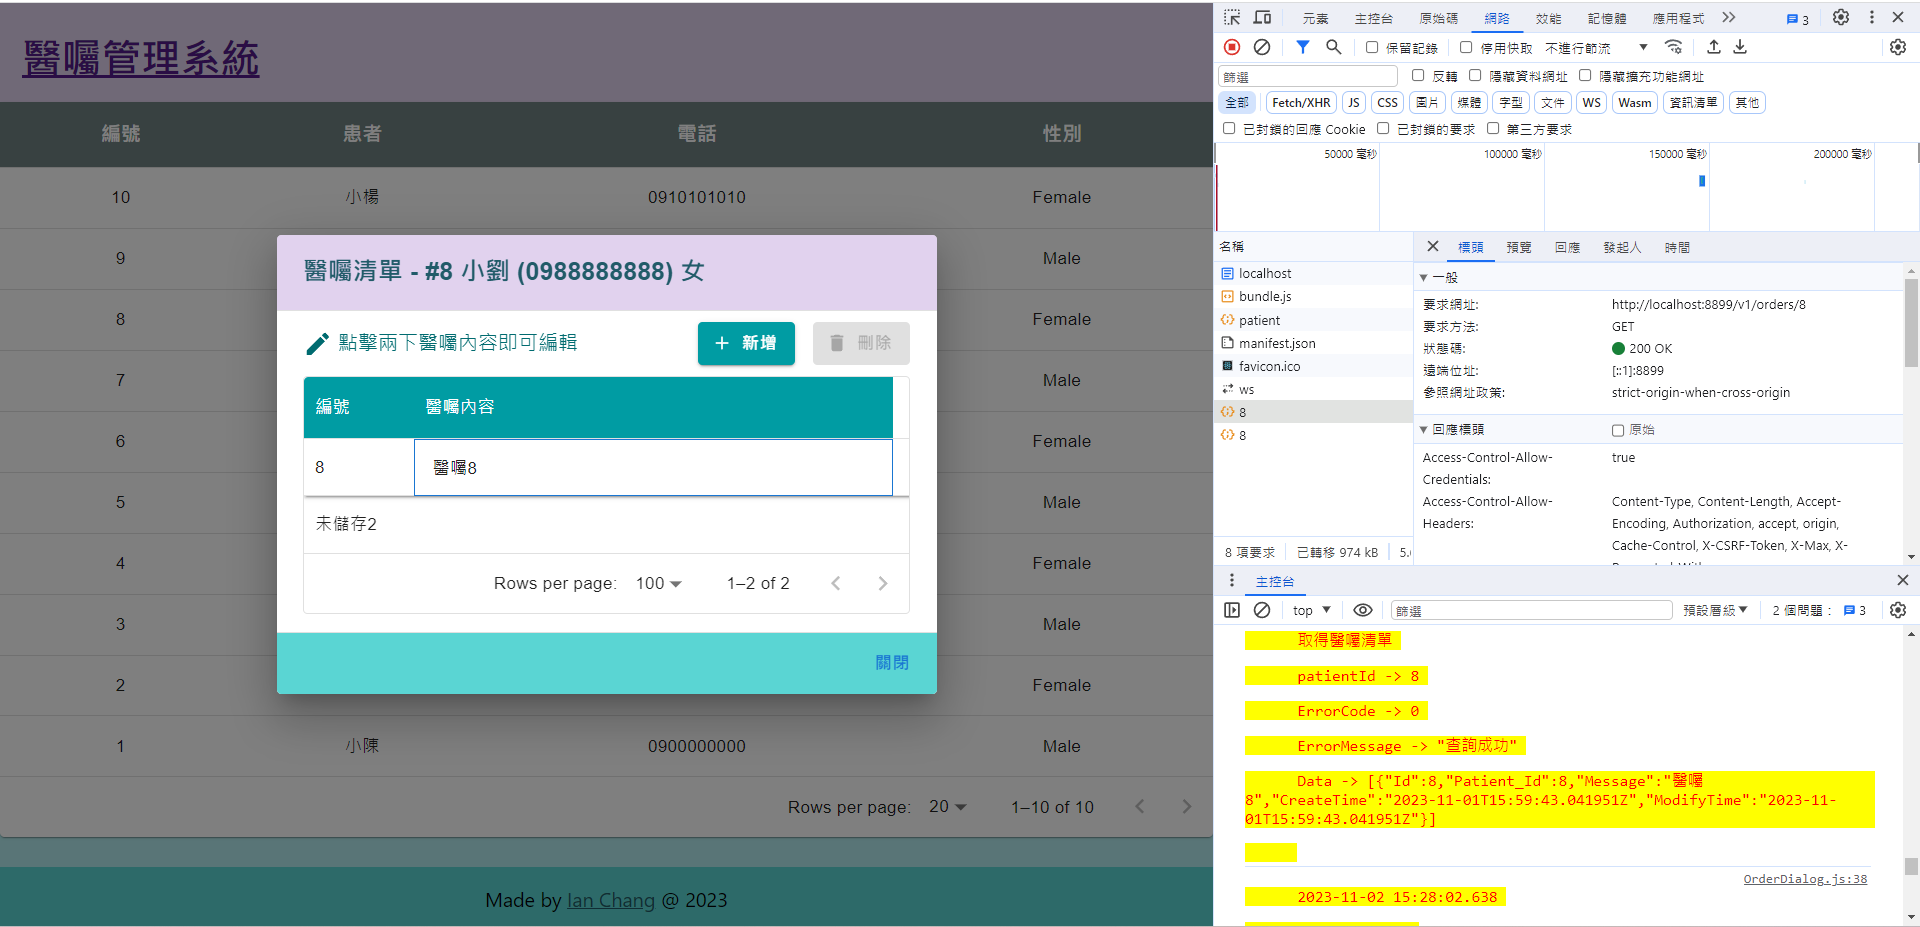 醫囑管理系統
編號 患者 電話 性別
10 小楊 0910101010 Female
9 Male
8 Female
7 Male
6 Female
5 Male
4 Female
3 Male
2 Female
1 小陳 0900000000 Male
Rows per page: 20 1–10 of 10
Made by Ian Chang @ 2023
醫囑清單 - #8 小劉 (0988888888) 女
點擊兩下醫囑內容即可編輯 新增 刪除
編號 醫囑內容
8 醫囑8
未儲存2
Rows per page: 100 1–2 of 2
關閉
元素 主控台 原始碼 網路 效能 記憶體 應用程式 3
保留記錄 停用快取 不進行節流
篩選 反轉 隱藏資料網址 隱藏擴充功能網址
全部 Fetch/XHR JS CSS 圖片 媒體 字型 文件 WS Wasm 資訊清單 其他
已封鎖的回應 Cookie 已封鎖的要求 第三方要求
50000 毫秒 100000 毫秒 150000 毫秒 200000 毫秒
名稱
localhost
bundle.js
patient
manifest.json
favicon.ico
ws
8
8
8 項要求 已轉移 974 kB 5.
標頭 預覽 回應 發起人 時間
一般
要求網址: http://localhost:8899/v1/orders/8
要求方法: GET
狀態碼: 200 OK
遠端位址: [::1]:8899
參照網址政策: strict-origin-when-cross-origin
回應標頭 原始
Access-Control-Allow-Credentials: true
Access-Control-Allow-Headers: Content-Type, Content-Length, Accept-
Encoding, Authorization, accept, origin,
Cache-Control, X-CSRF-Token, X-Max, X-
主控台
top 篩選 預設層級 2 個問題： 3
取得醫囑清單
patientId -> 8
ErrorCode -> 0
ErrorMessage -> "查詢成功"
Data -> [{"Id":8,"Patient_Id":8,"Message":"醫囑
8","CreateTime":"2023-11-01T15:59:43.041951Z","ModifyTime":"2023-11-
01T15:59:43.041951Z"}]
OrderDialog.js:38
2023-11-02 15:28:02.638